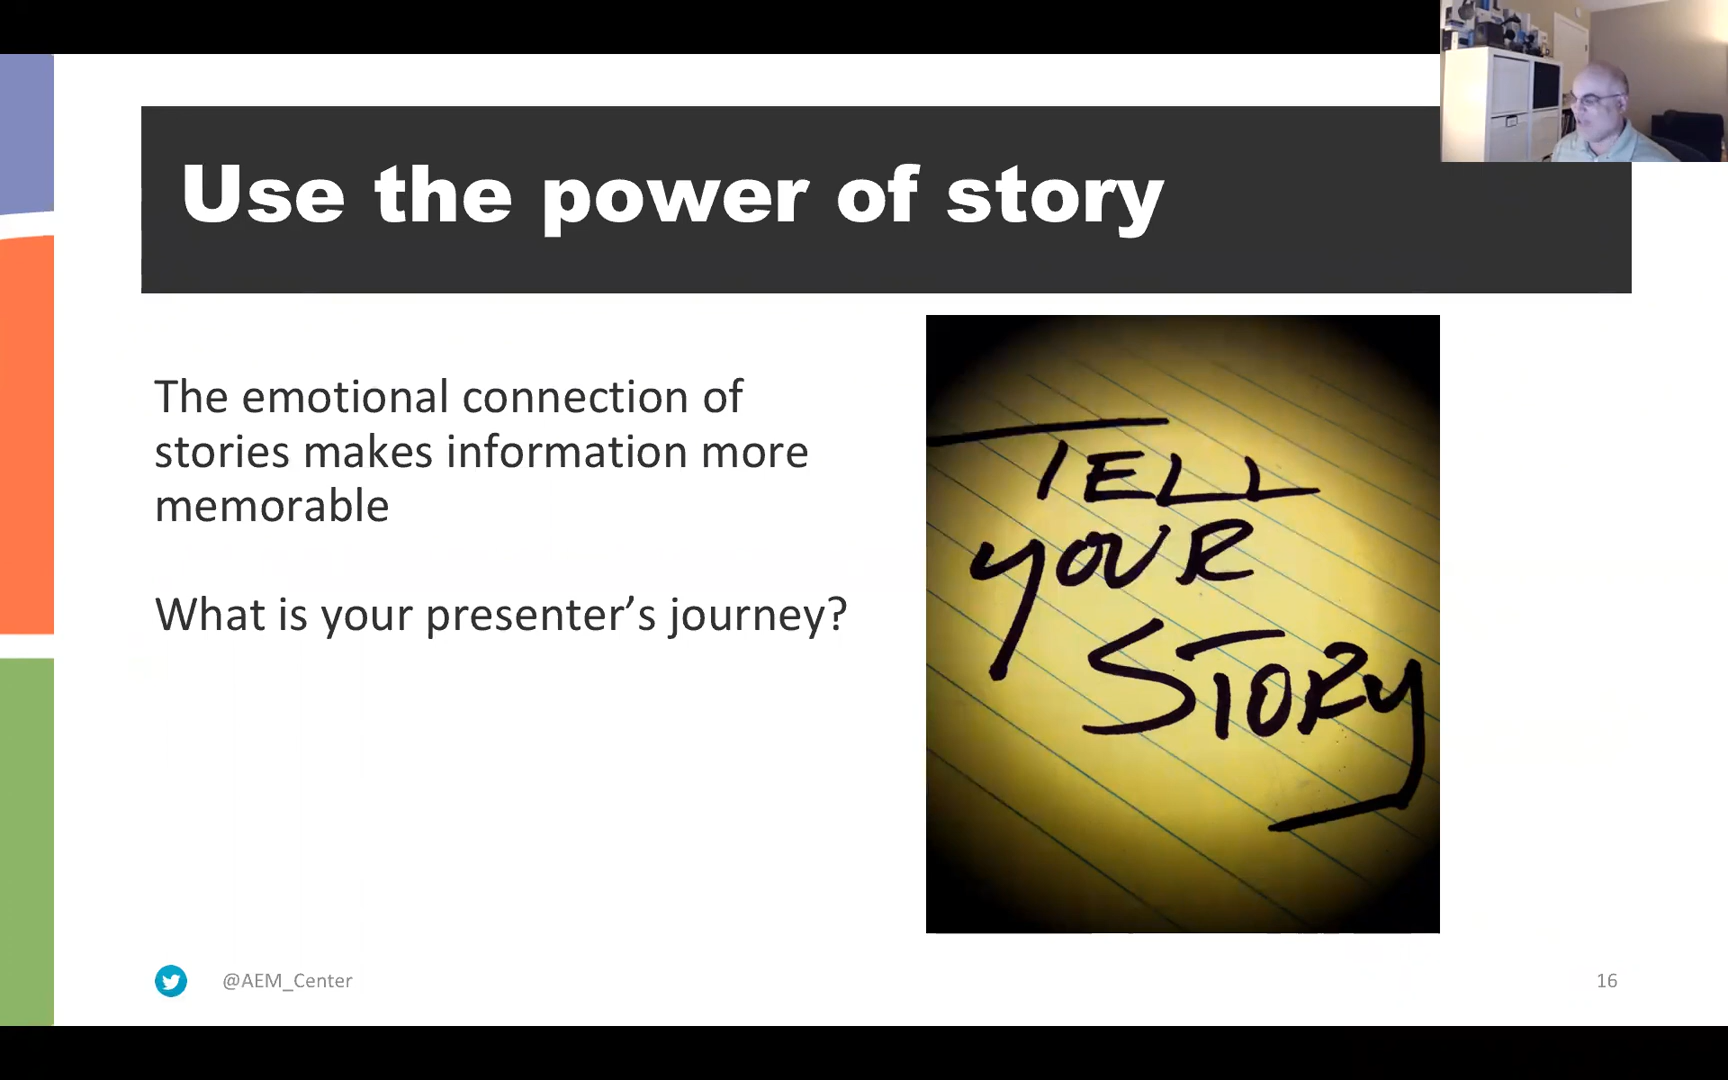 Use the power of story
The emotional connection of
stories makes information more
memorable
What is your presenter’s journey?
TELL
YOUR
STORY
@AEM_Center
16